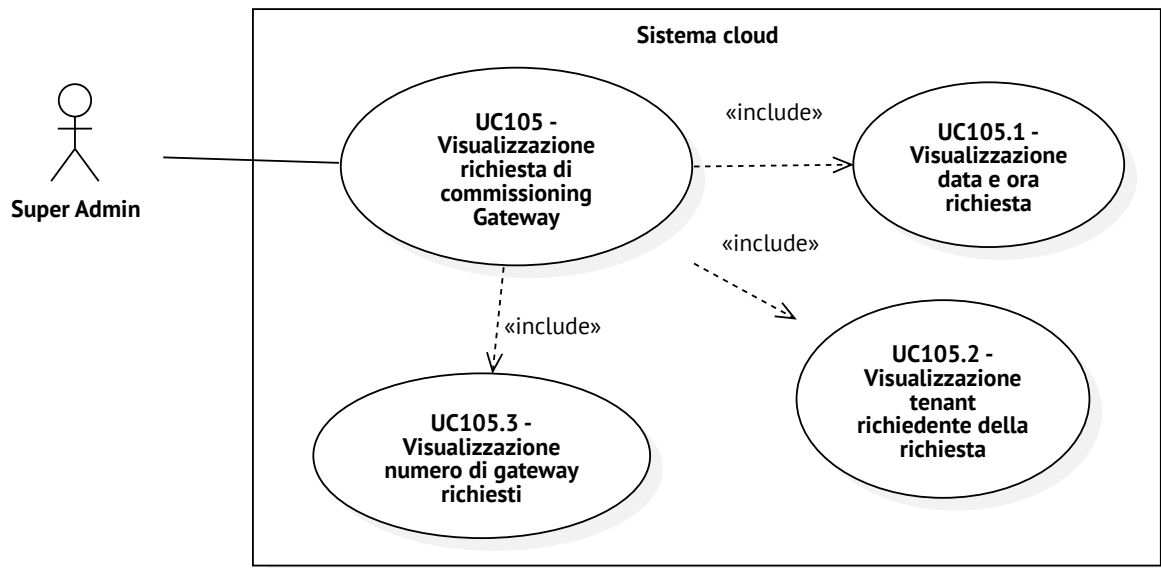 Sistema cloud
Super Admin
UC105 -
Visualizzazione
richiesta di
commissioning
Gateway
«include»
UC105.1 -
Visualizzazione
data e ora
richiesta
«include»
UC105.2 -
Visualizzazione
tenant
richiedente della
richiesta
«include»
UC105.3 -
Visualizzazione
numero di gateway
richiesti